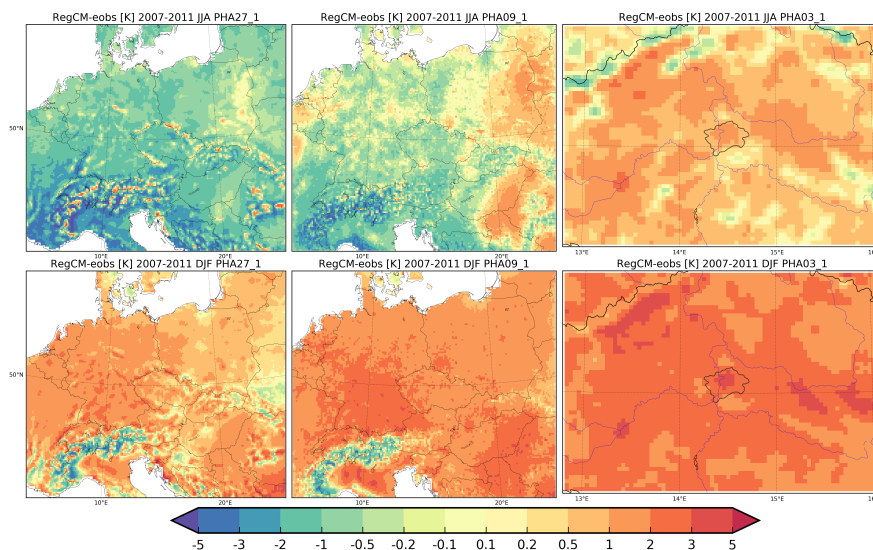 RegCM-eobs [K] 2007-2011 JJA PHA27_1
RegCM-eobs [K] 2007-2011 JJA PHA09_1
RegCM-eobs [K] 2007-2011 JJA PHA03_1
50°N
10°E 20°E
10°E 20°E
13°E 14°E 15°E 16
RegCM-eobs [K] 2007-2011 DJF PHA27_1
RegCM-eobs [K] 2007-2011 DJF PHA09_1
RegCM-eobs [K] 2007-2011 DJF PHA03_1
50°N
10°E 20°E
10°E 20°E
13°E 14°E 15°E 16
-5 -3 -2 -1 -0.5 -0.2 -0.1 0.1 0.2 0.5 1 2 3 5